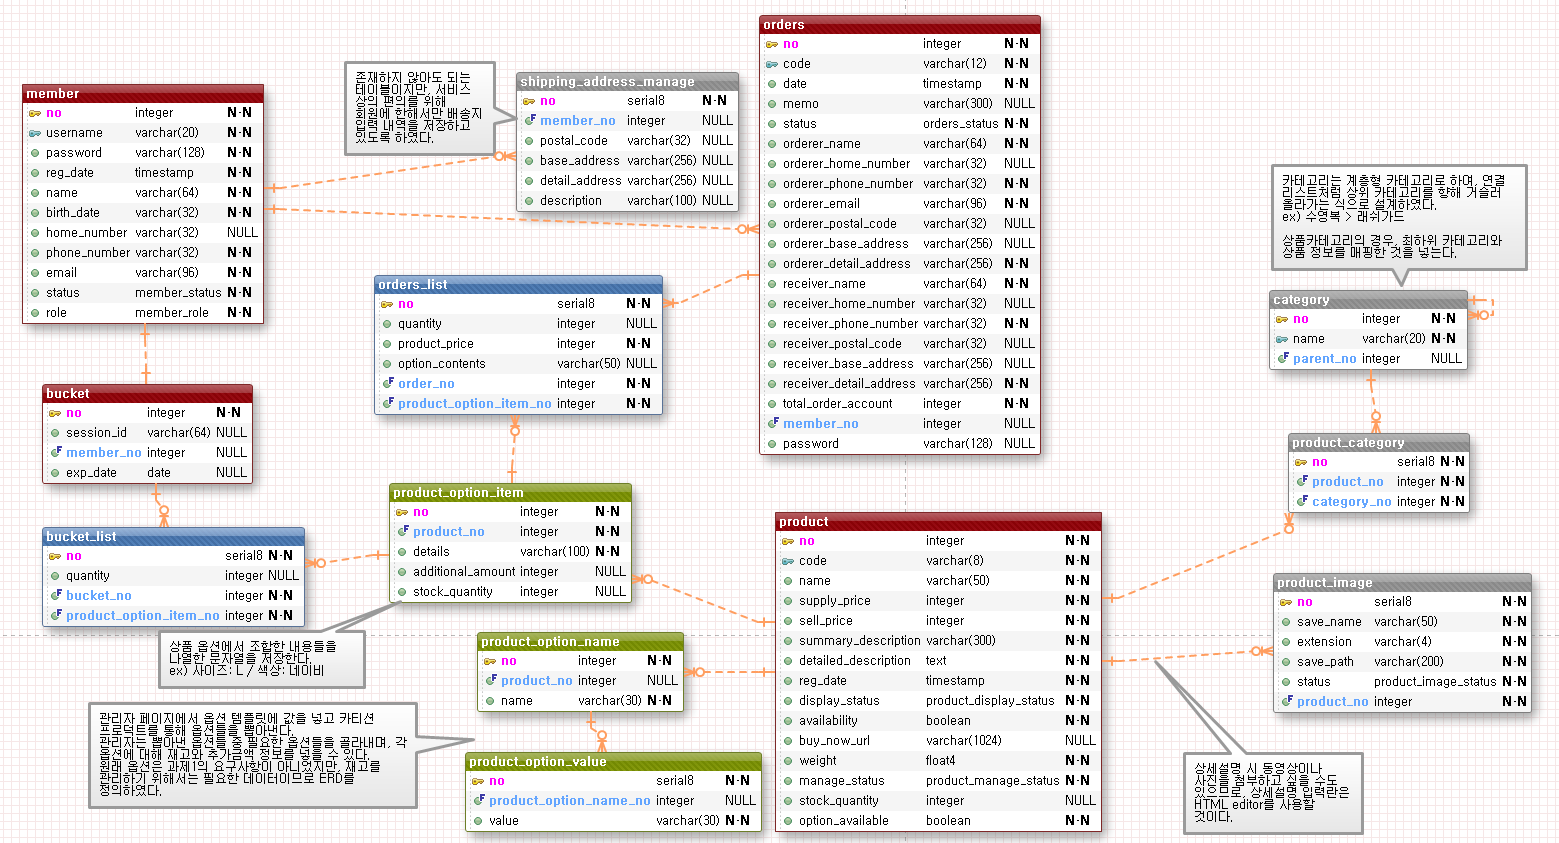 member
no integer N-N
username varchar(20) N-N
password varchar(128) N-N
reg_date timestamp N-N
name varchar(64) N-N
birth_date varchar(32) N-N
home_number varchar(32) NULL
phone_number varchar(32) N-N
email varchar(96) N-N
status member_status N-N
role member_role N-N
존재하지 않아도 되는
테이블이지만, 서비스
상의 편의를 위해
회원에 한해서만 배송지
입력 내역을 저장하고
있도록 하였다.
shipping_address_manage
no serial8 N-N
member_no integer NULL
postal_code varchar(32) NULL
base_address varchar(256) NULL
detail_address varchar(256) NULL
description varchar(100) NULL
orders
no integer N-N
code varchar(12) N-N
date timestamp N-N
memo varchar(300) NULL
status orders_status N-N
orderer_name varchar(64) N-N
orderer_home_number varchar(32) NULL
orderer_phone_number varchar(32) N-N
orderer_email varchar(96) N-N
orderer_postal_code varchar(32) NULL
orderer_base_address varchar(256) NULL
orderer_detail_address varchar(256) N-N
receiver_name varchar(64) N-N
receiver_home_number varchar(32) NULL
receiver_phone_number varchar(32) N-N
receiver_postal_code varchar(32) NULL
receiver_base_address varchar(256) NULL
receiver_detail_address varchar(256) N-N
total_order_account integer N-N
member_no integer NULL
password varchar(128) NULL
카테고리는 계층형 카테고리로 하며, 연결
리스트처럼 상위 카테고리를 향해 거슬러
올라가는 식으로 설계하였다.
ex) 수영복 > 래쉬가드
상품카테고리의 경우, 최하위 카테고리와
상품 정보를 매핑한 것을 넣는다.
category
no integer N-N
name varchar(20) N-N
parent_no integer NULL
orders_list
no serial8 N-N
quantity integer NULL
product_price integer N-N
option_contents varchar(50) NULL
order_no integer N-N
product_option_item_no integer N-N
bucket
no integer N-N
session_id varchar(64) NULL
member_no integer NULL
exp_date date NULL
product_category
no serial8 N-N
product_no integer N-N
category_no integer N-N
product_option_item
no integer N-N
product_no integer N-N
details varchar(100) N-N
additional_amount integer NULL
stock_quantity integer NULL
bucket_list
no serial8 N-N
quantity integer NULL
bucket_no integer N-N
product_option_item_no integer N-N
상품 옵션에서 조합한 내용들을
나열한 문자열을 저장한다.
ex) 사이즈: L / 색상: 네이비
product
no integer N-N
code varchar(8) N-N
name varchar(50) N-N
supply_price integer N-N
sell_price integer N-N
summary_description varchar(300) N-N
detailed_description text N-N
reg_date timestamp N-N
display_status product_display_status N-N
availability boolean N-N
buy_now_url varchar(1024) NULL
weight float4 N-N
manage_status product_manage_status N-N
stock_quantity integer NULL
option_available boolean N-N
product_image
no serial8 N-N
save_name varchar(50) N-N
extension varchar(4) N-N
save_path varchar(200) N-N
status product_image_status N-N
product_no integer N-N
product_option_name
no integer N-N
product_no integer NULL
name varchar(30) N-N
관리자 페이지에서 옵션 템플릿에 값을 넣고 카티션
프로덕트를 통해 옵션들을 뽑아낸다.
관리자는 뽑아낸 옵션들 중 필요한 옵션들을 골라내며, 각
옵션에 대해 재고와 추가금액 정보를 넣을 수 있다.
원래 옵션은 과제1의 요구사항이 아니었지만, 재고를
관리하기 위해서는 필요한 데이터이므로 ERD를
정의하였다.
product_option_value
no serial8 N-N
product_option_name_no integer NULL
value varchar(30) N-N
상세설명 시 동영상이나
사진을 첨부하고 싶을 수도
있으므로, 상세설명 입력란은
HTML editor를 사용할
것이다.